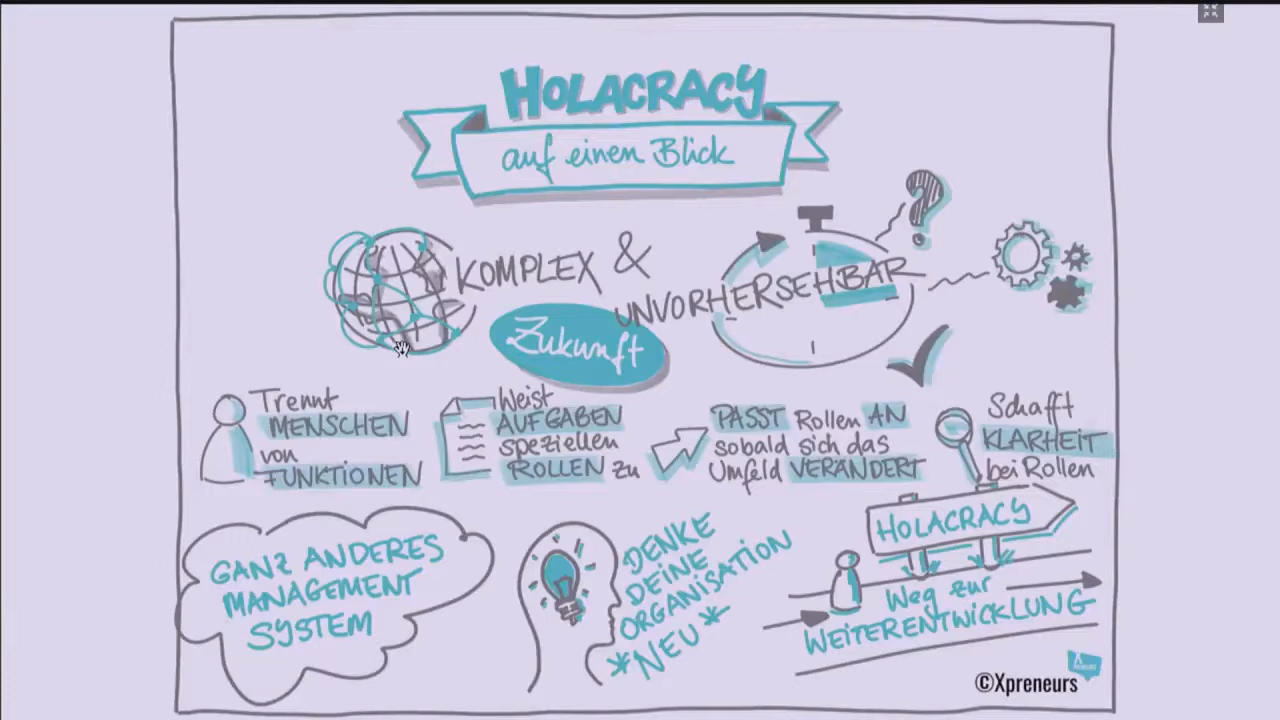 HOLACRACY
auf einen Blick
?
KOMPLEX &
UNVORHERSEHBAR
Zukunft
Trennt
MENSCHEN
von
FUNKTIONEN
Weist
AUFGABEN
speziellen
ROLLEN zu
PASST Rollen AN
sobald sich das
Umfeld VERÄNDERT
Schafft
KLARHEIT
bei Rollen
GANZ ANDERES
MANAGEMENT
SYSTEM
DENKE
DEINE
ORGANISATION
*NEU*
HOLACRACY
Weg zur
WEITERENTWICKLUNG
XPRENEURS
©Xpreneurs